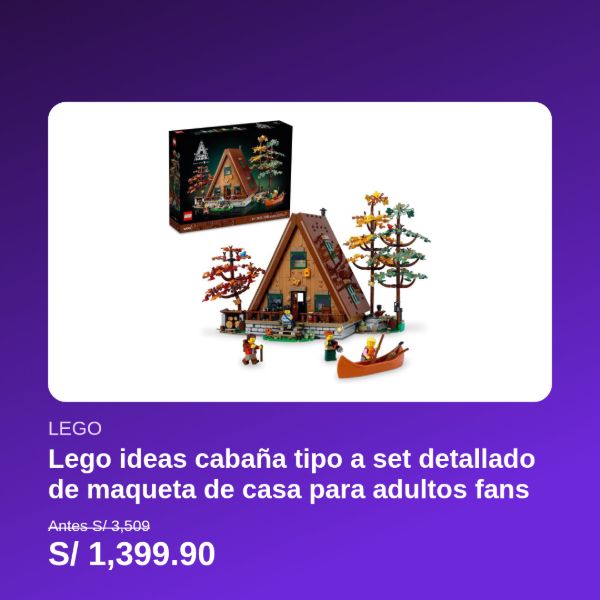 LEGO
Lego ideas cabaña tipo a set detallado
de maqueta de casa para adultos fans
Antes S/ 3,509
S/ 1,399.90